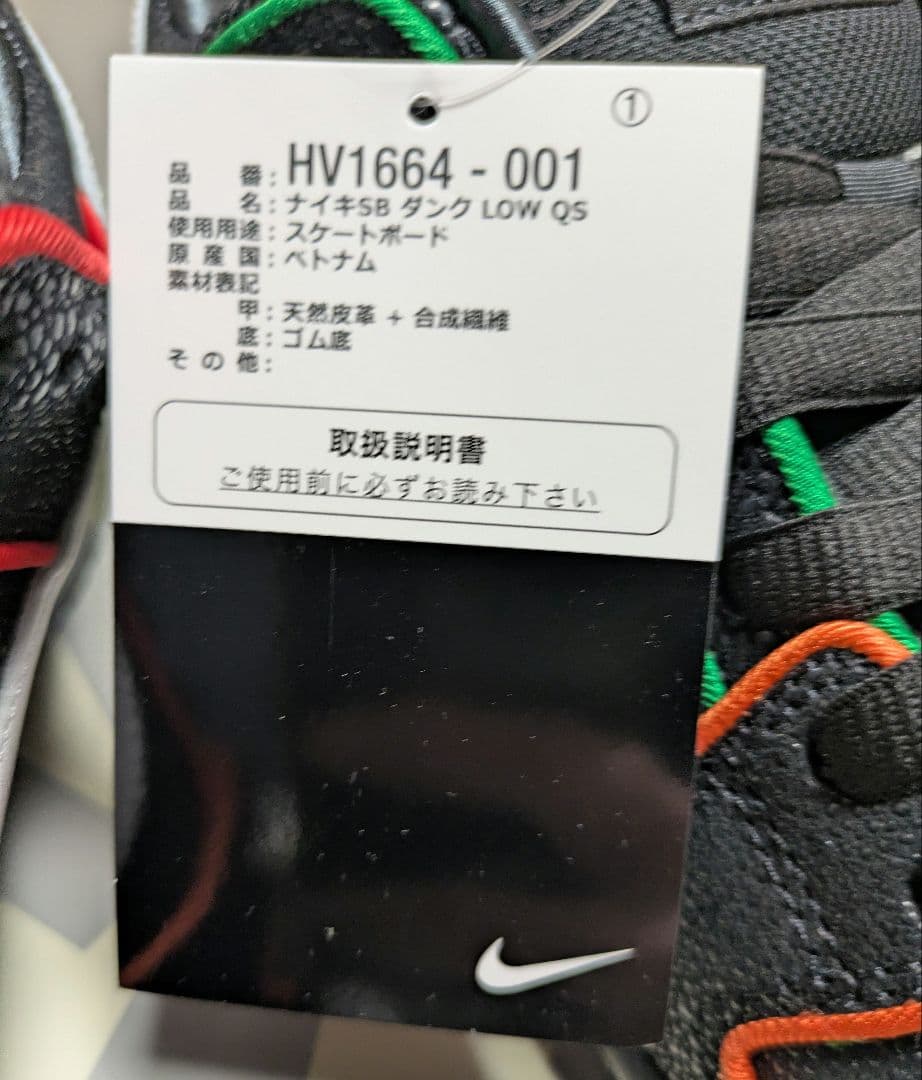 ①
品番：HV1664 - 001
品名：ナイキSB ダンク LOW QS
使用用途：スケートボード
原産国：ベトナム
素材表記
甲：天然皮革 + 合成繊維
底：ゴム底
その他：
取扱説明書
ご使用前に必ずお読み下さい